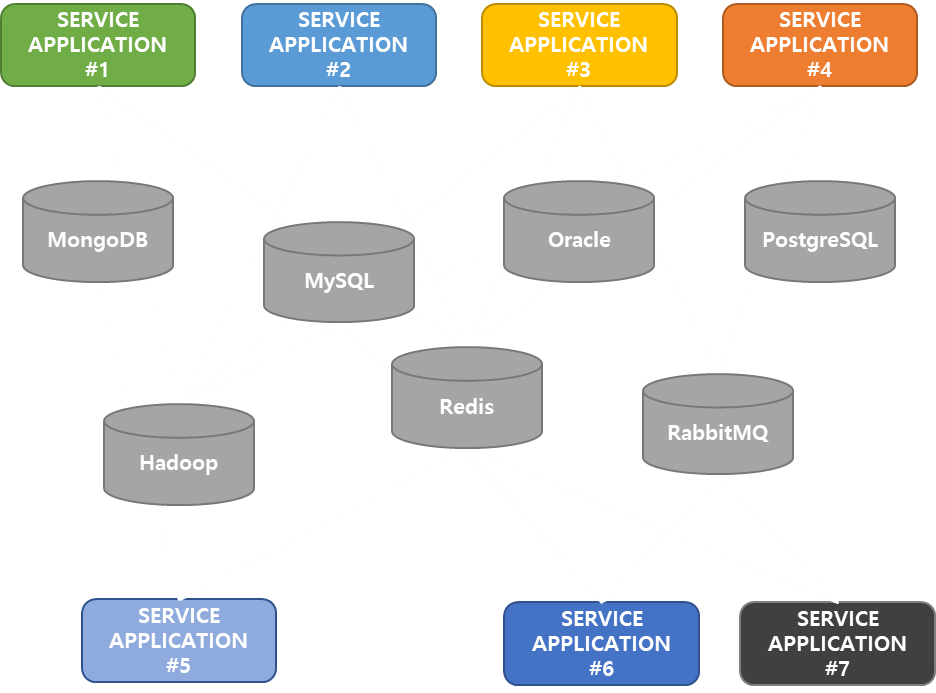 SERVICE
APPLICATION
#1
SERVICE
APPLICATION
#2
SERVICE
APPLICATION
#3
SERVICE
APPLICATION
#4
MongoDB
MySQL
Oracle
PostgreSQL
Redis
RabbitMQ
Hadoop
SERVICE
APPLICATION
#5
SERVICE
APPLICATION
#6
SERVICE
APPLICATION
#7